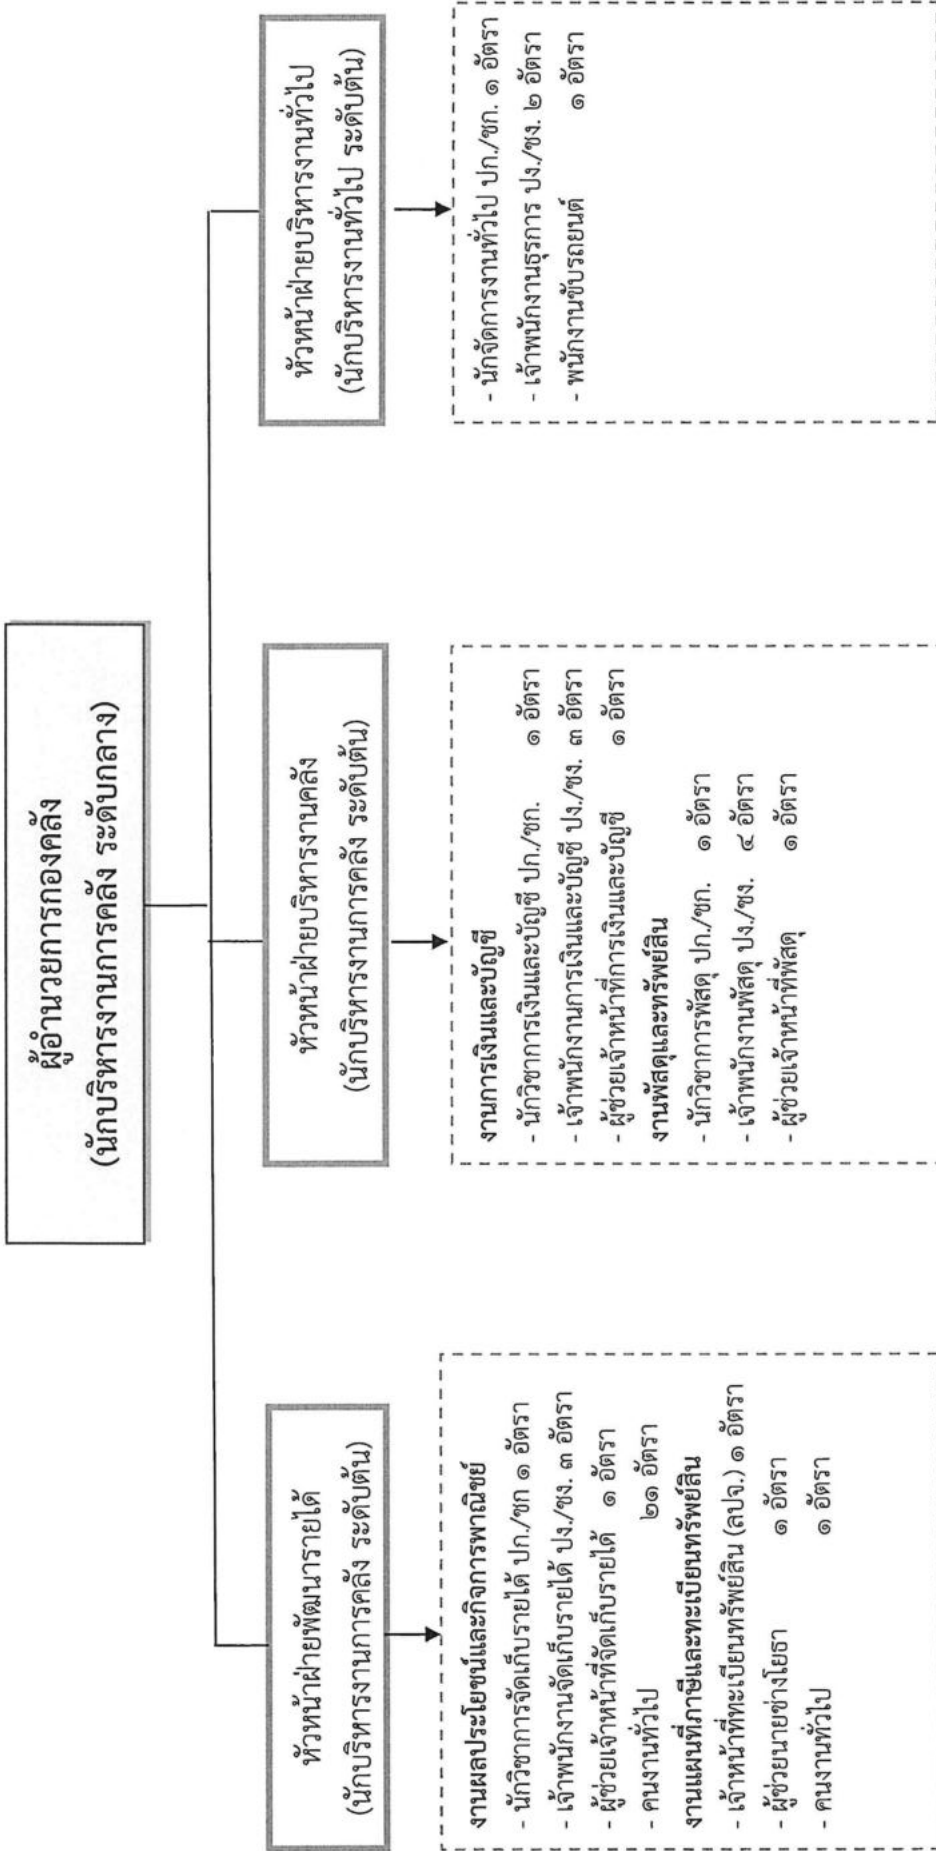 ผู้อำนวยการกองคลัง
(นักบริหารงานการคลัง ระดับกลาง)
หัวหน้าฝ่ายพัฒนารายได้
(นักบริหารงานการคลัง ระดับต้น)
งานผลประโยชน์และกิจการพาณิชย์
- นักวิชาการจัดเก็บรายได้ ปก./ชก ๑ อัตรา
- เจ้าพนักงานจัดเก็บรายได้ ปง./ชง. ๓ อัตรา
- ผู้ช่วยเจ้าหน้าที่จัดเก็บรายได้ ๑ อัตรา
- คนงานทั่วไป ๒๑ อัตรา
งานแผนที่ภาษีและทะเบียนทรัพย์สิน
- เจ้าหน้าที่ทะเบียนทรัพย์สิน (ลปจ.) ๑ อัตรา
- ผู้ช่วยนายช่างโยธา ๑ อัตรา
- คนงานทั่วไป ๑ อัตรา
หัวหน้าฝ่ายบริหารงานคลัง
(นักบริหารงานการคลัง ระดับต้น)
งานการเงินและบัญชี
- นักวิชาการเงินและบัญชี ปก./ชก. ๑ อัตรา
- เจ้าพนักงานการเงินและบัญชี ปง./ชง. ๓ อัตรา
- ผู้ช่วยเจ้าหน้าที่การเงินและบัญชี ๑ อัตรา
งานพัสดุและทรัพย์สิน
- นักวิชาการพัสดุ ปก./ชก. ๑ อัตรา
- เจ้าพนักงานพัสดุ ปง./ชง. ๔ อัตรา
- ผู้ช่วยเจ้าหน้าที่พัสดุ ๑ อัตรา
หัวหน้าฝ่ายบริหารงานทั่วไป
(นักบริหารงานทั่วไป ระดับต้น)
- นักจัดการงานทั่วไป ปก./ชก. ๑ อัตรา
- เจ้าพนักงานธุรการ ปง./ชง. ๒ อัตรา
- พนักงานขับรถยนต์ ๑ อัตรา